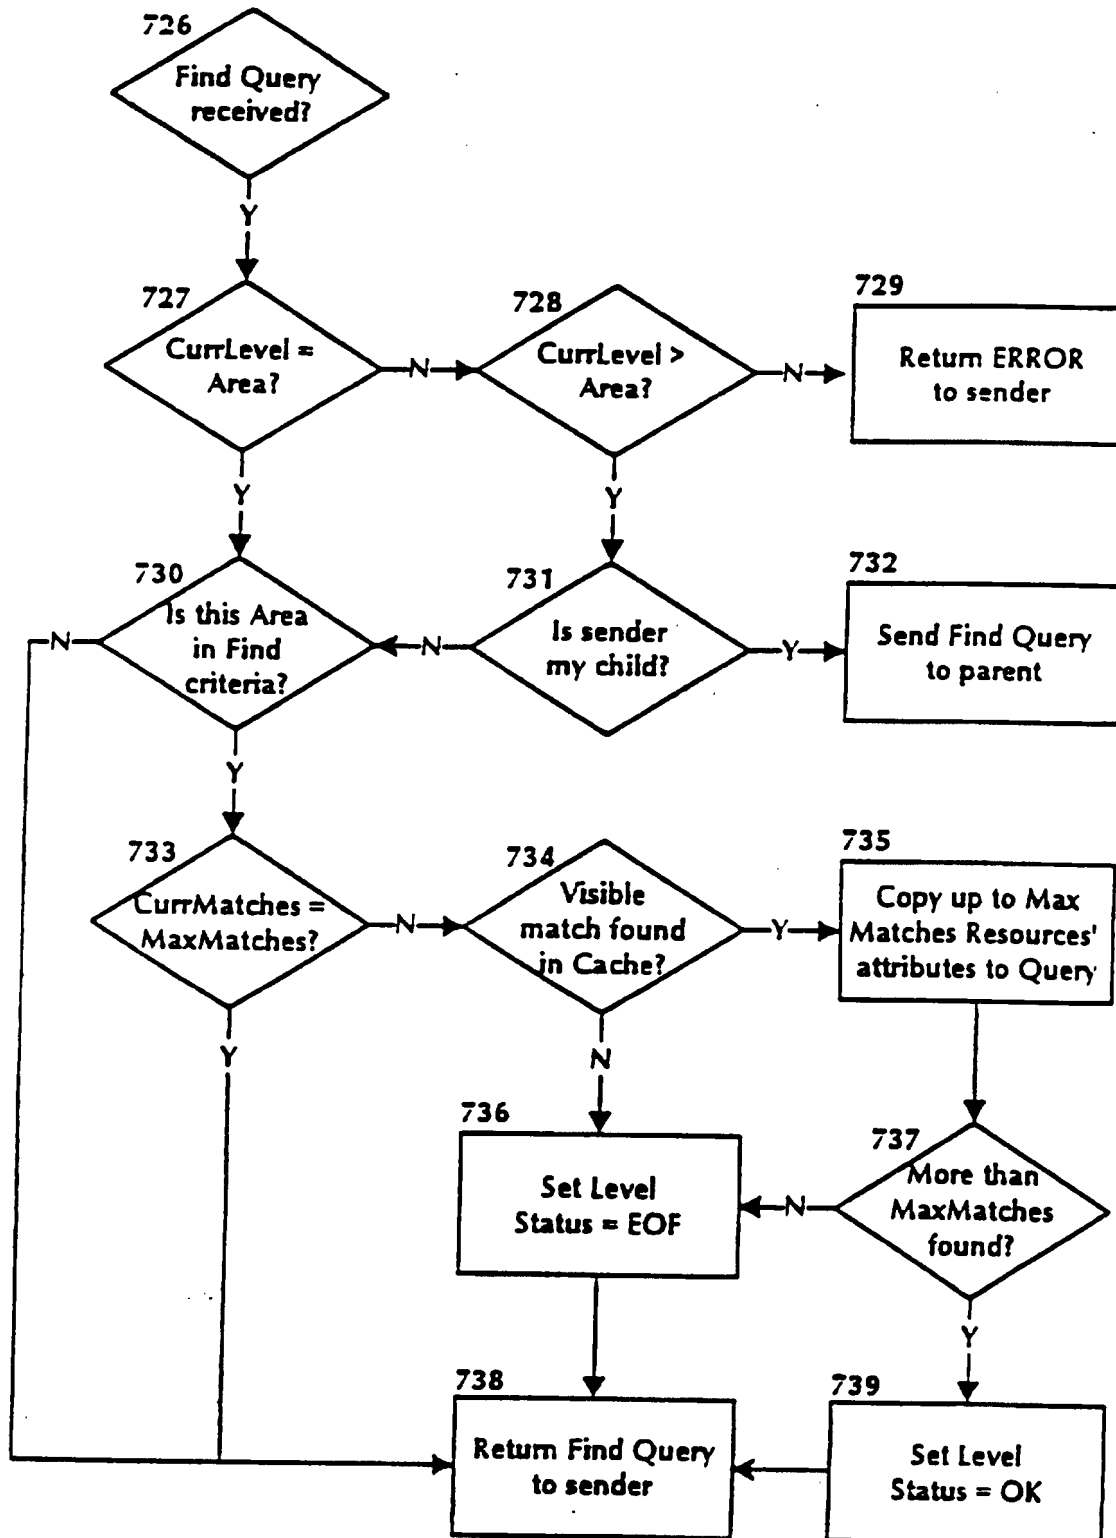 726
Find Query
received?
Y
727
CurrLevel =
Area?
N
728
CurrLevel >
Area?
N
729
Return ERROR
to sender
Y
Y
730
Is this Area
in Find
criteria?
N
N
731
Is sender
my child?
Y
732
Send Find Query
to parent
Y
733
CurrMatches =
MaxMatches?
N
734
Visible
match found
in Cache?
Y
735
Copy up to Max
Matches Resources'
attributes to Query
Y
N
736
Set Level
Status = EOF
N
737
More than
MaxMatches
found?
Y
738
Return Find Query
to sender
739
Set Level
Status = OK